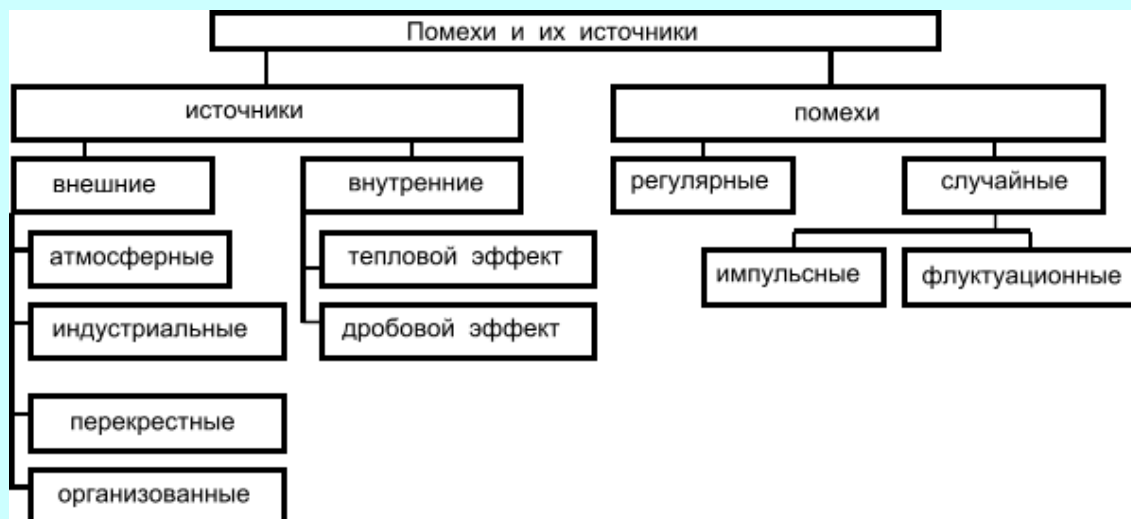 Помехи и их источники
источники
помехи
внешние
внутренние
регулярные
случайные
атмосферные
тепловой эффект
импульсные
флуктуационные
индустриальные
дробовой эффект
перекрестные
организованные